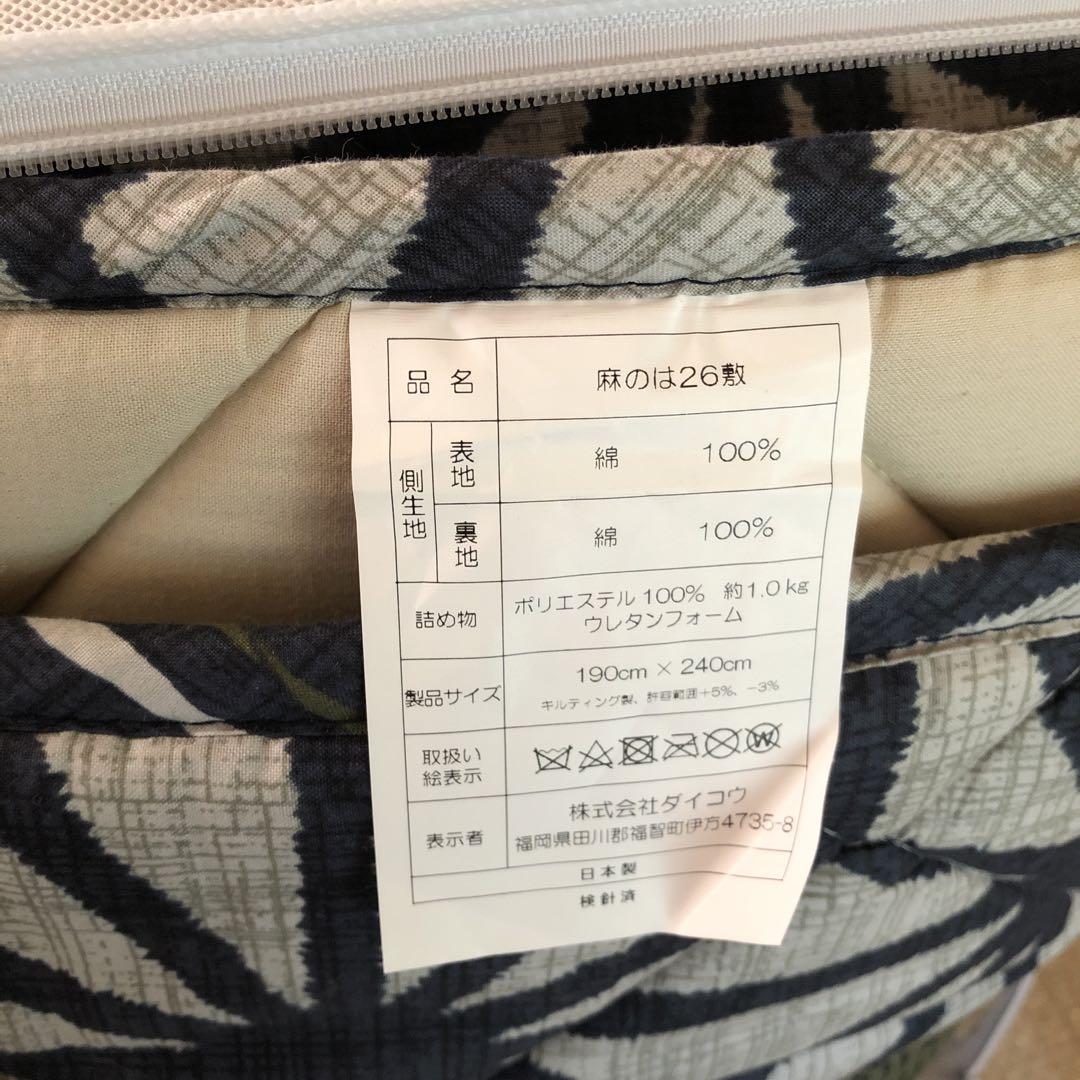 品名 麻のは26敷
側生地 表地 綿 100%
裏地 綿 100%
詰め物 ポリエステル100% 約1.0kg
ウレタンフォーム
製品サイズ 190cm × 240cm
キルティング製、許容範囲+5%、-3%
取扱い
絵表示
表示者 株式会社ダイコウ
福岡県田川郡福智町伊方4735-8
日本製
検針済